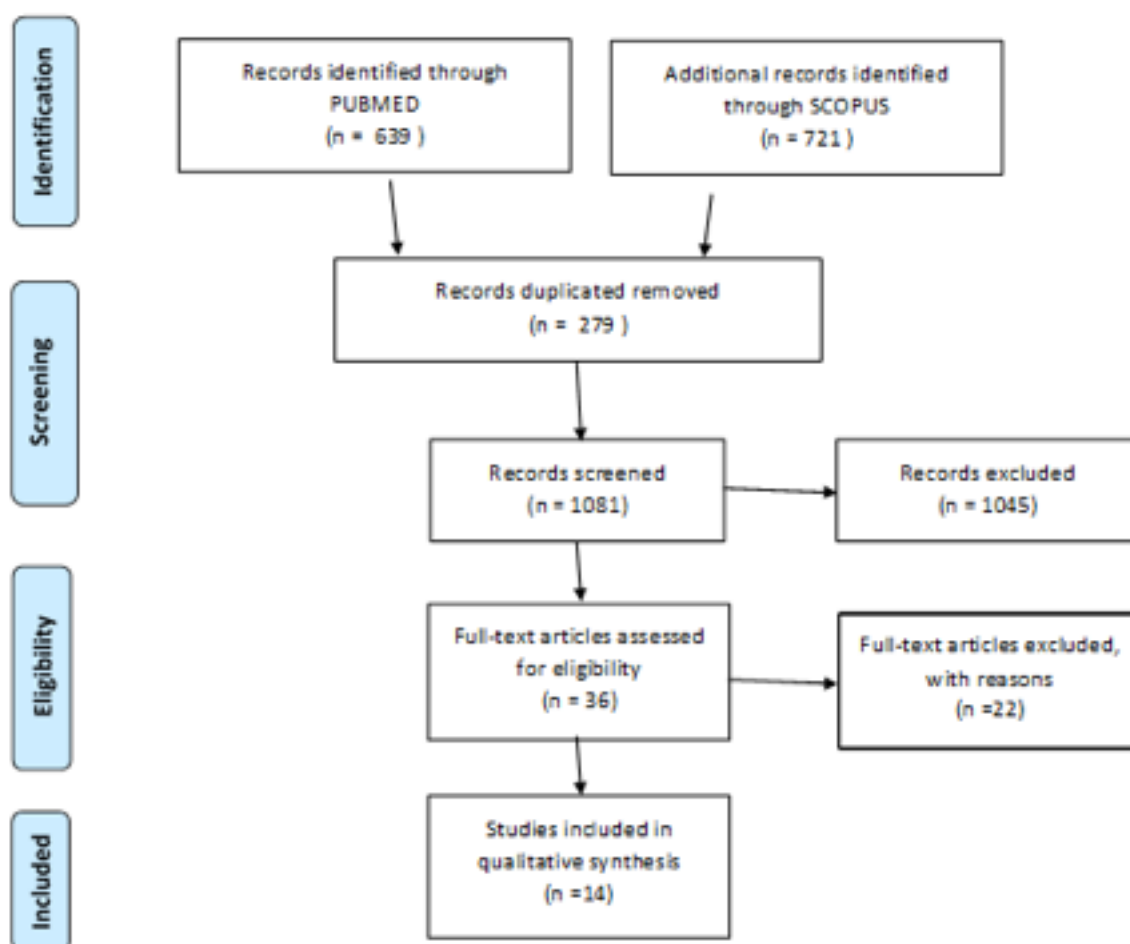 Identification
Records identified through
PUBMED
(n = 639 )
Additional records identified
through SCOPUS
(n = 721 )
Screening
Records duplicated removed
(n = 279 )
Records screened
(n = 1081)
Records excluded
(n = 1045)
Eligibility
Full-text articles assessed
for eligibility
(n = 36)
Full-text articles excluded,
with reasons
(n =22)
Included
Studies included in
qualitative synthesis
(n =14)